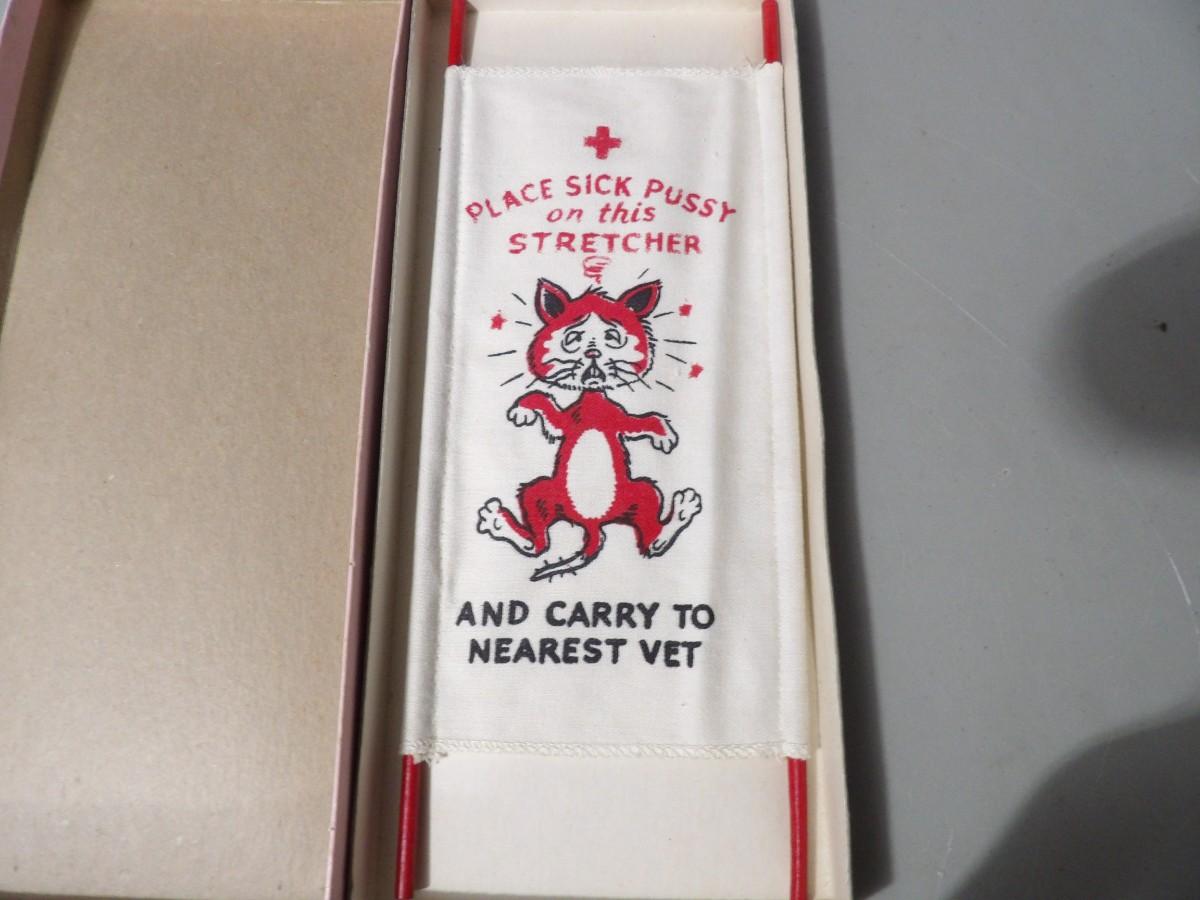 PLACE SICK PUSSY
on this
STRETCHER
AND CARRY TO
NEAREST VET